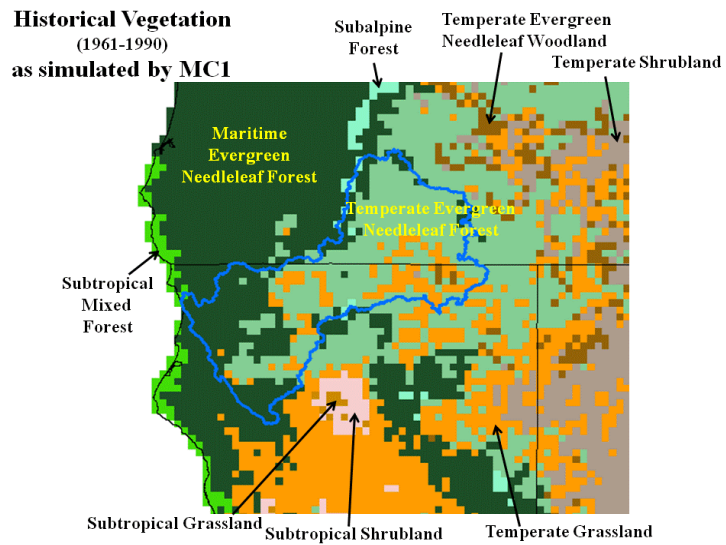 Historical Vegetation
(1961-1990)
as simulated by MC1
Subalpine
Forest
Temperate Evergreen
Needleleaf Woodland
Temperate Shrubland
Maritime
Evergreen
Needleleaf Forest
Temperate Evergreen
Needleleaf Forest
Subtropical
Mixed
Forest
Subtropical Grassland
Subtropical Shrubland
Temperate Grassland